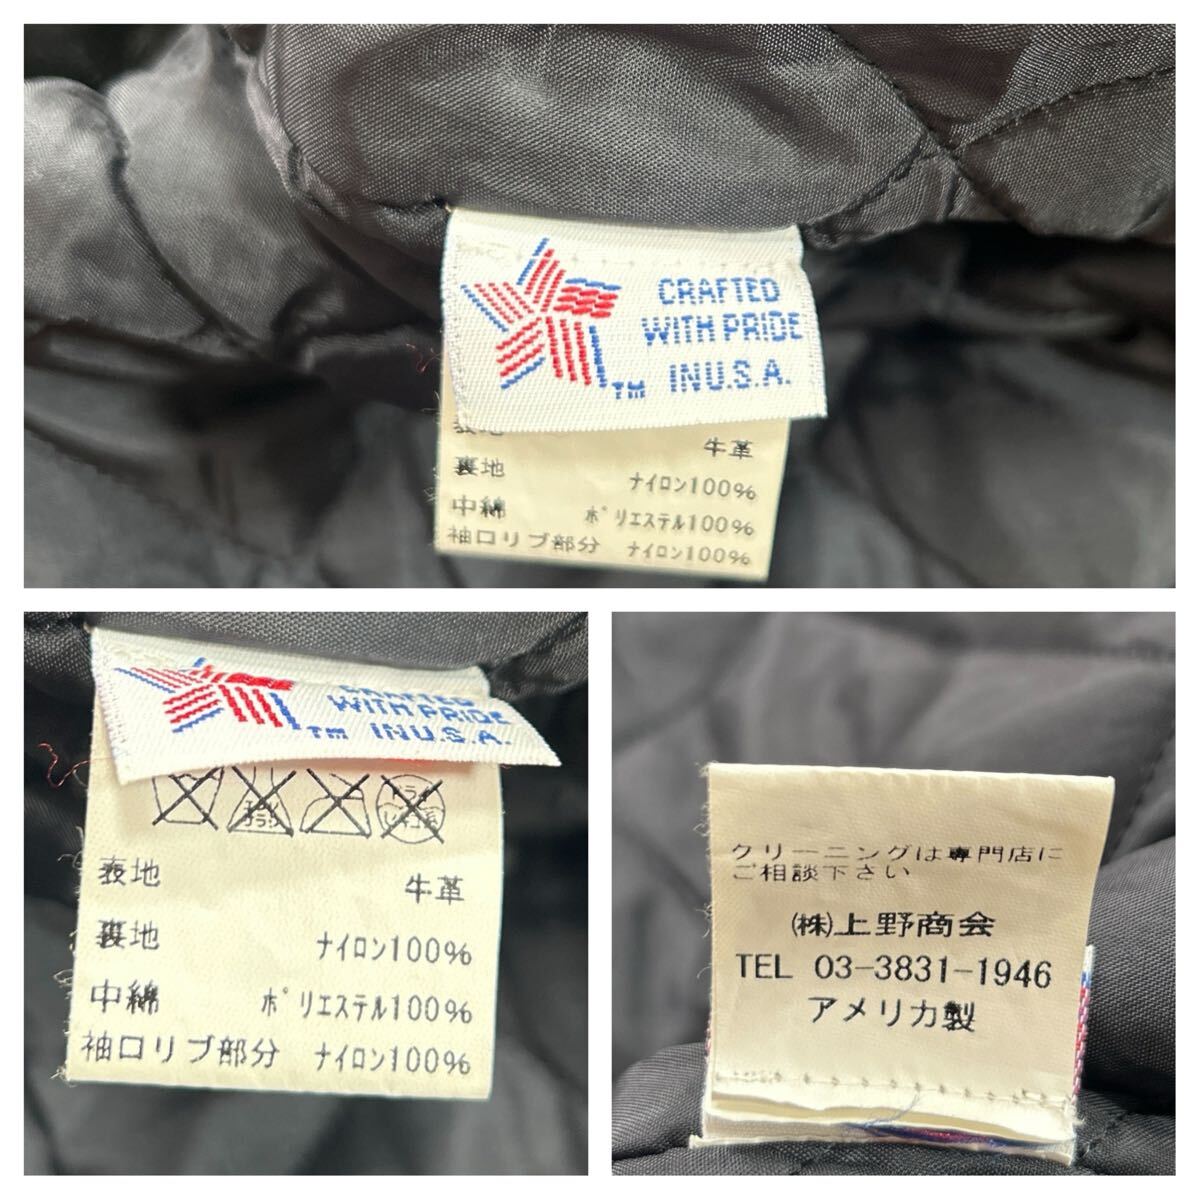 CRAFTED
WITH PRIDE
IN U.S.A.
TM
表地 牛革
裏地 ナイロン100%
中綿 ポリエステル100%
袖口リブ部分 ナイロン100%
CRAFTED
WITH PRIDE
IN U.S.A.
TM
ドライ
表地 牛革
裏地 ナイロン100%
中綿 ポリエステル100%
袖口リブ部分 ナイロン100%
クリーニングは専門店に
ご相談下さい
㈱上野商会
TEL 03-3831-1946
アメリカ製